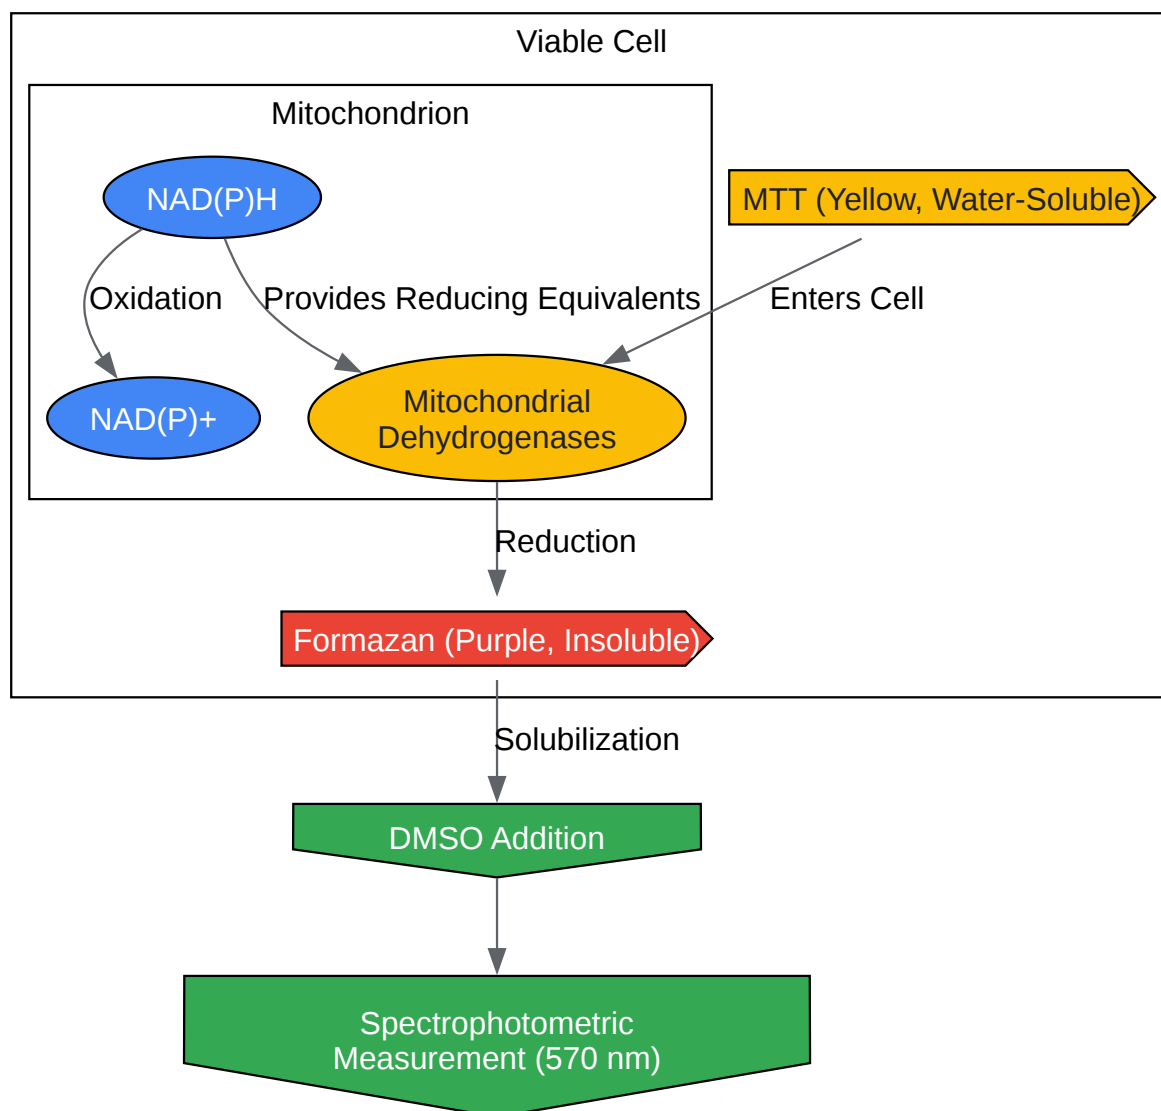 Viable Cell
Mitochondrion
NAD(P)H
MTT (Yellow, Water-Soluble)
Oxidation
Provides Reducing Equivalents
Enters Cell
NAD(P)+
Mitochondrial
Dehydrogenases
Reduction
Formazan (Purple, Insoluble)
Solubilization
DMSO Addition
Spectrophotometric
Measurement (570 nm)